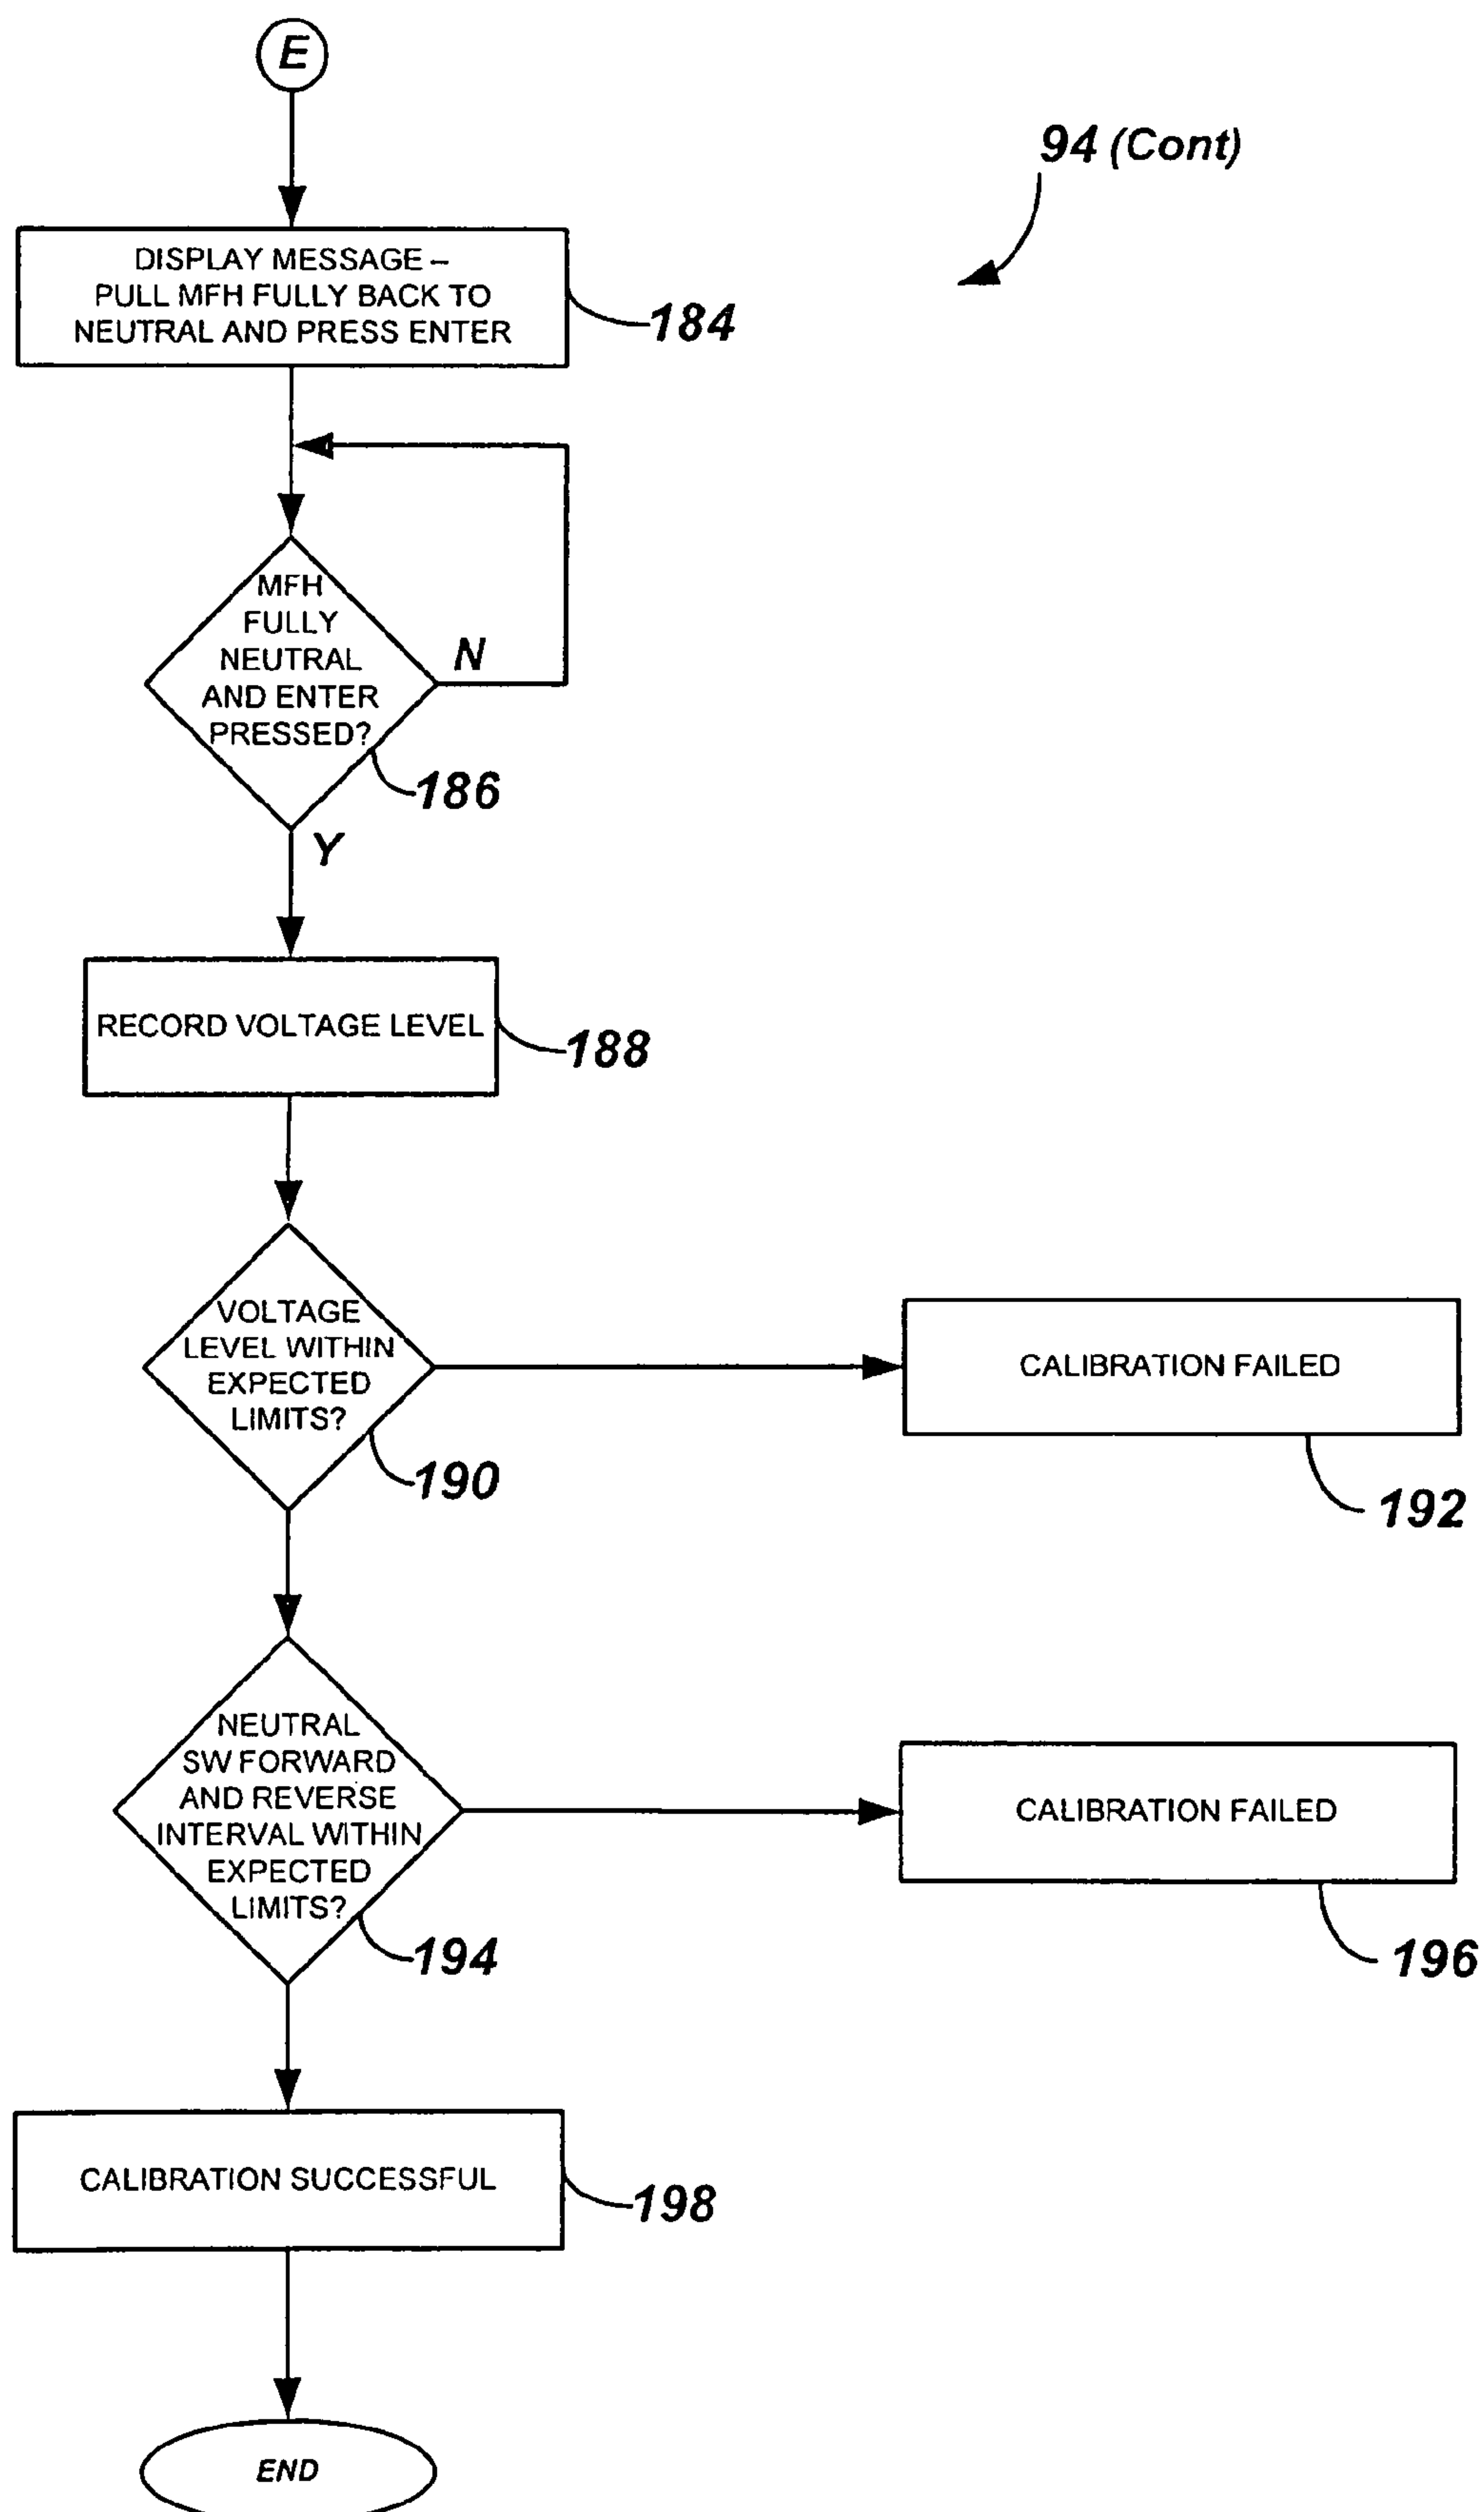 E
94 (Cont)
DISPLAY MESSAGE –
PULL MFH FULLY BACK TO
NEUTRAL AND PRESS ENTER
184
MFH
FULLY
NEUTRAL
AND ENTER
PRESSED?
N
186
Y
RECORD VOLTAGE LEVEL
188
VOLTAGE
LEVEL WITHIN
EXPECTED
LIMITS?
190
CALIBRATION FAILED
192
NEUTRAL
SW FORWARD
AND REVERSE
INTERVAL WITHIN
EXPECTED
LIMITS?
194
CALIBRATION FAILED
196
CALIBRATION SUCCESSFUL
198
END